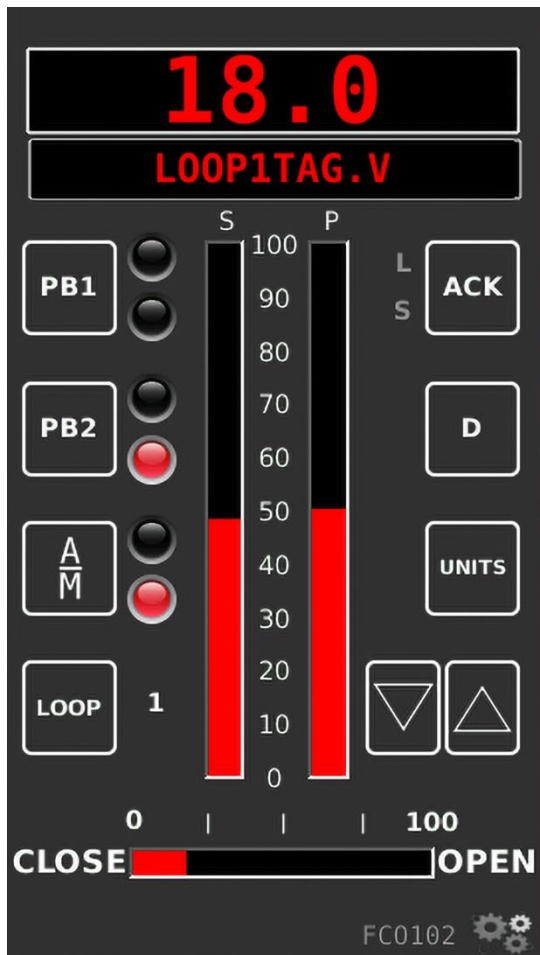 18.0
LOOP1TAG.V
S P
PB1
PB2
A
M
LOOP 1
100
90
80
70
60
50
40
30
20
10
0
L
S
ACK
D
UNITS
0 | | | 100
CLOSE OPEN
FCO102